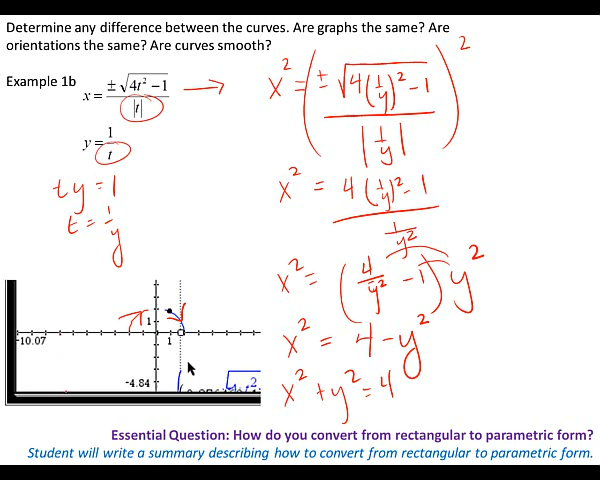 Determine any difference between the curves. Are graphs the same? Are
orientations the same? Are curves smooth?
Example 1b
x = ±√(4t² − 1) / |t|
y = 1 / t
ty = 1
t = 1/y
x² = (±√(4(1/y)² − 1) / |1/y|)²
x² = (4(1/y)² − 1) / (1/y²)
x² = (4/y² − 1) y²
x² = 4 − y²
x² + y² = 4
1
-10.07
1
-4.84
Essential Question: How do you convert from rectangular to parametric form?
Student will write a summary describing how to convert from rectangular to parametric form.